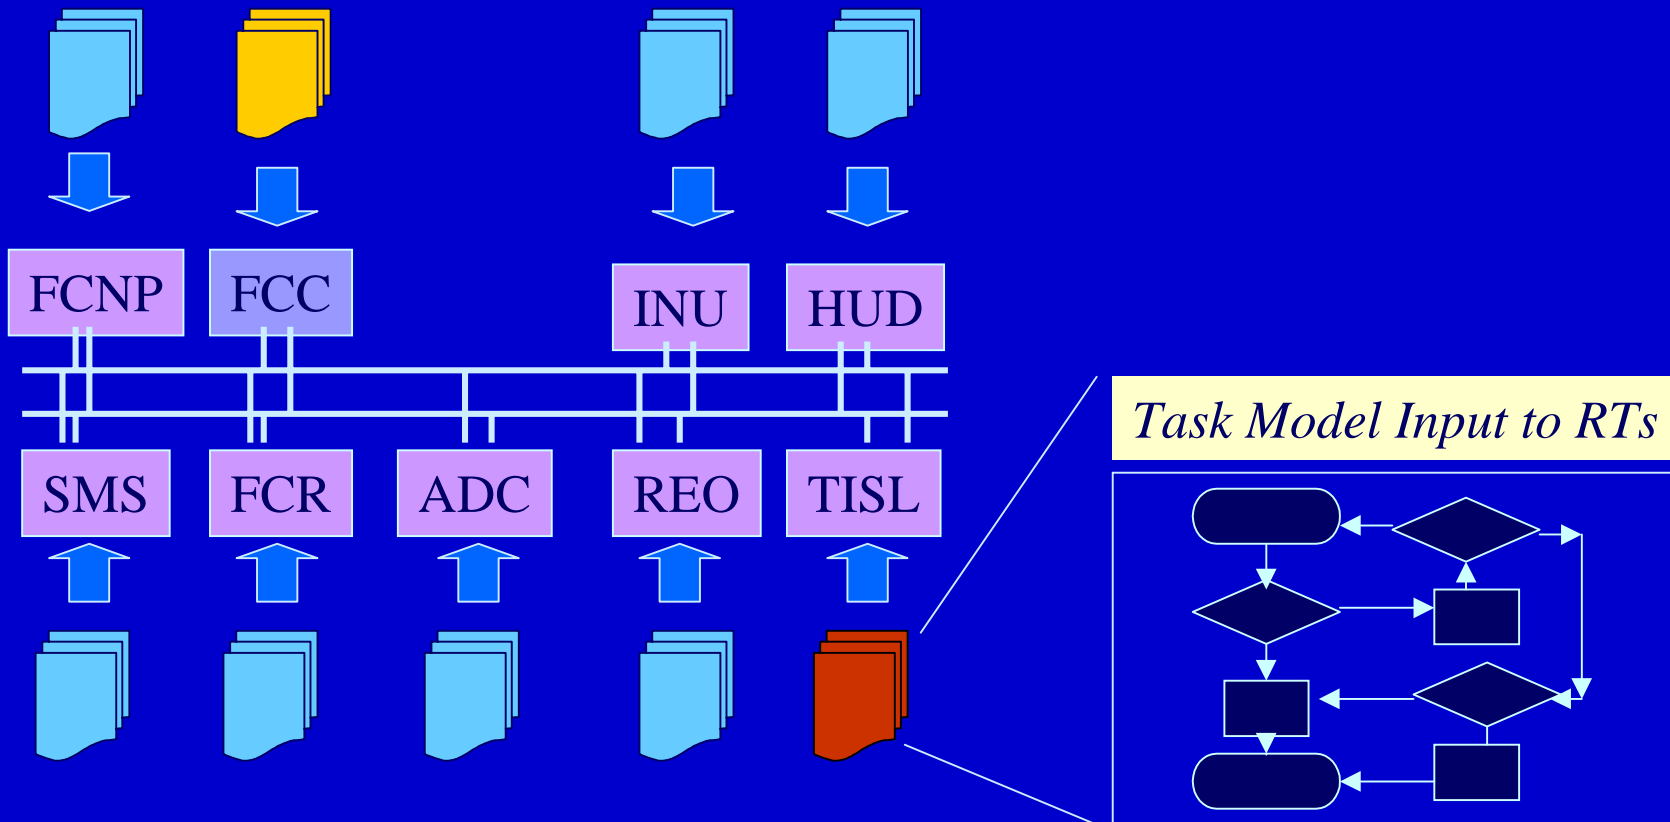 FCNP
FCC
INU
HUD
Task Model Input to RTs
SMS
FCR
ADC
REO
TISL